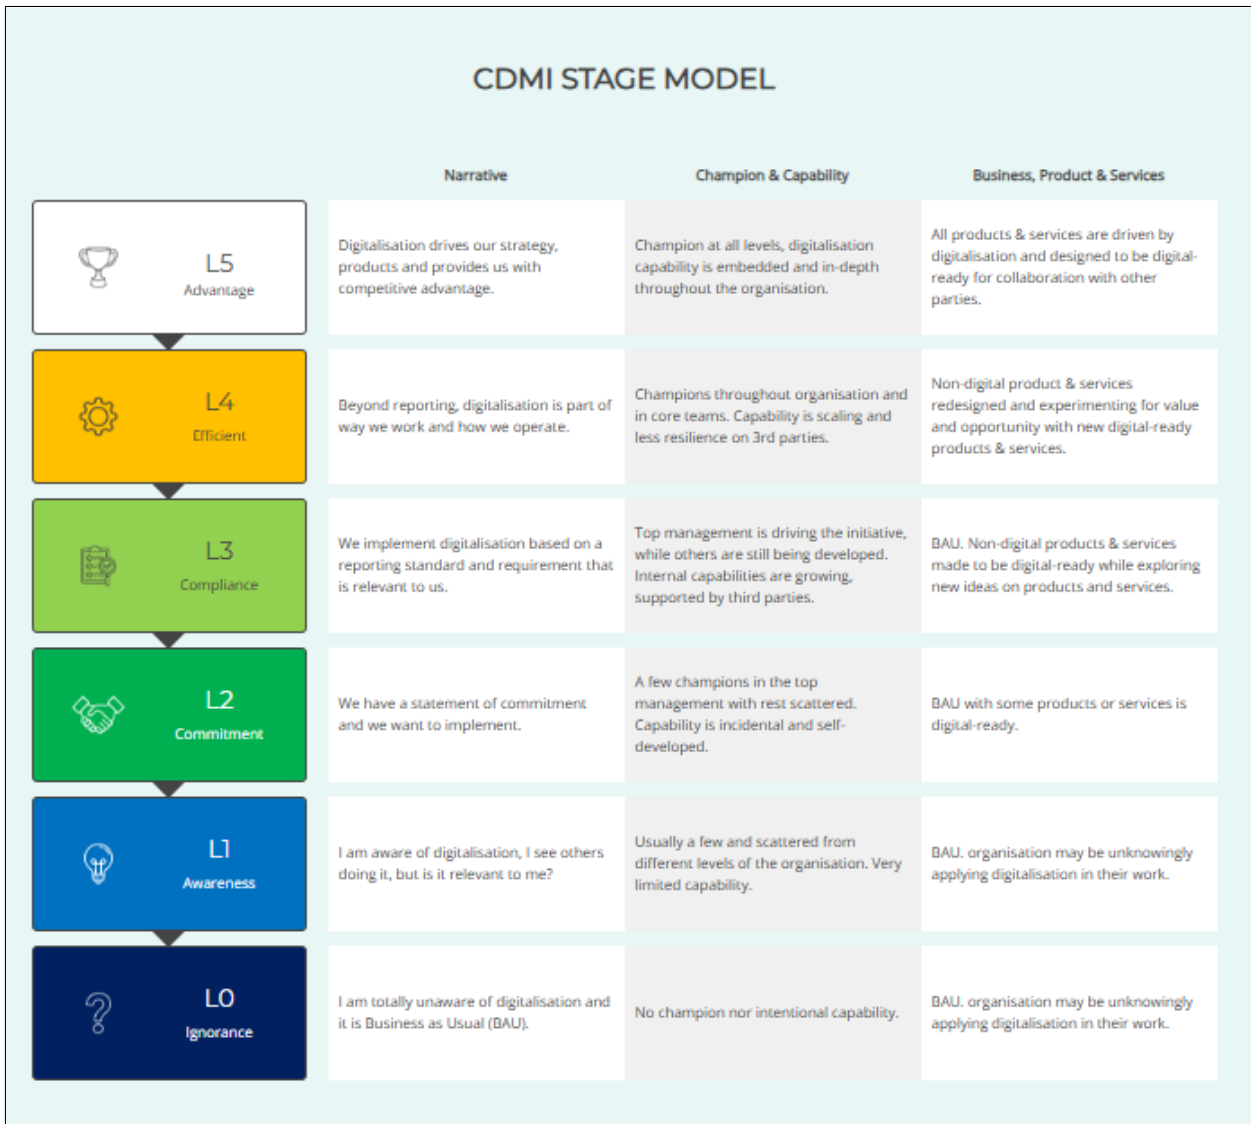 CDMI STAGE MODEL
Narrative
Champion & Capability
Business, Product & Services
L5
Advantage
Digitalisation drives our strategy,
products and provides us with
competitive advantage.
Champion at all levels, digitalisation
capability is embedded and in-depth
throughout the organisation.
All products & services are driven by
digitalisation and designed to be digital-
ready for collaboration with other
parties.
L4
Efficient
Beyond reporting, digitalisation is part of
way we work and how we operate.
Champions throughout organisation and
in core teams. Capability is scaling and
less resilience on 3rd parties.
Non-digital product & services
redesigned and experimenting for value
and opportunity with new digital-ready
products & services.
L3
Compliance
We implement digitalisation based on a
reporting standard and requirement that
is relevant to us.
Top management is driving the initiative,
while others are still being developed.
Internal capabilities are growing,
supported by third parties.
BAU. Non-digital products & services
made to be digital-ready while exploring
new ideas on products and services.
L2
Commitment
We have a statement of commitment
and we want to implement.
A few champions in the top
management with rest scattered.
Capability is incidental and self-
developed.
BAU with some products or services is
digital-ready.
L1
Awareness
I am aware of digitalisation, I see others
doing it, but is it relevant to me?
Usually a few and scattered from
different levels of the organisation. Very
limited capability.
BAU. organisation may be unknowingly
applying digitalisation in their work.
L0
Ignorance
I am totally unaware of digitalisation and
it is Business as Usual (BAU).
No champion nor intentional capability.
BAU. organisation may be unknowingly
applying digitalisation in their work.